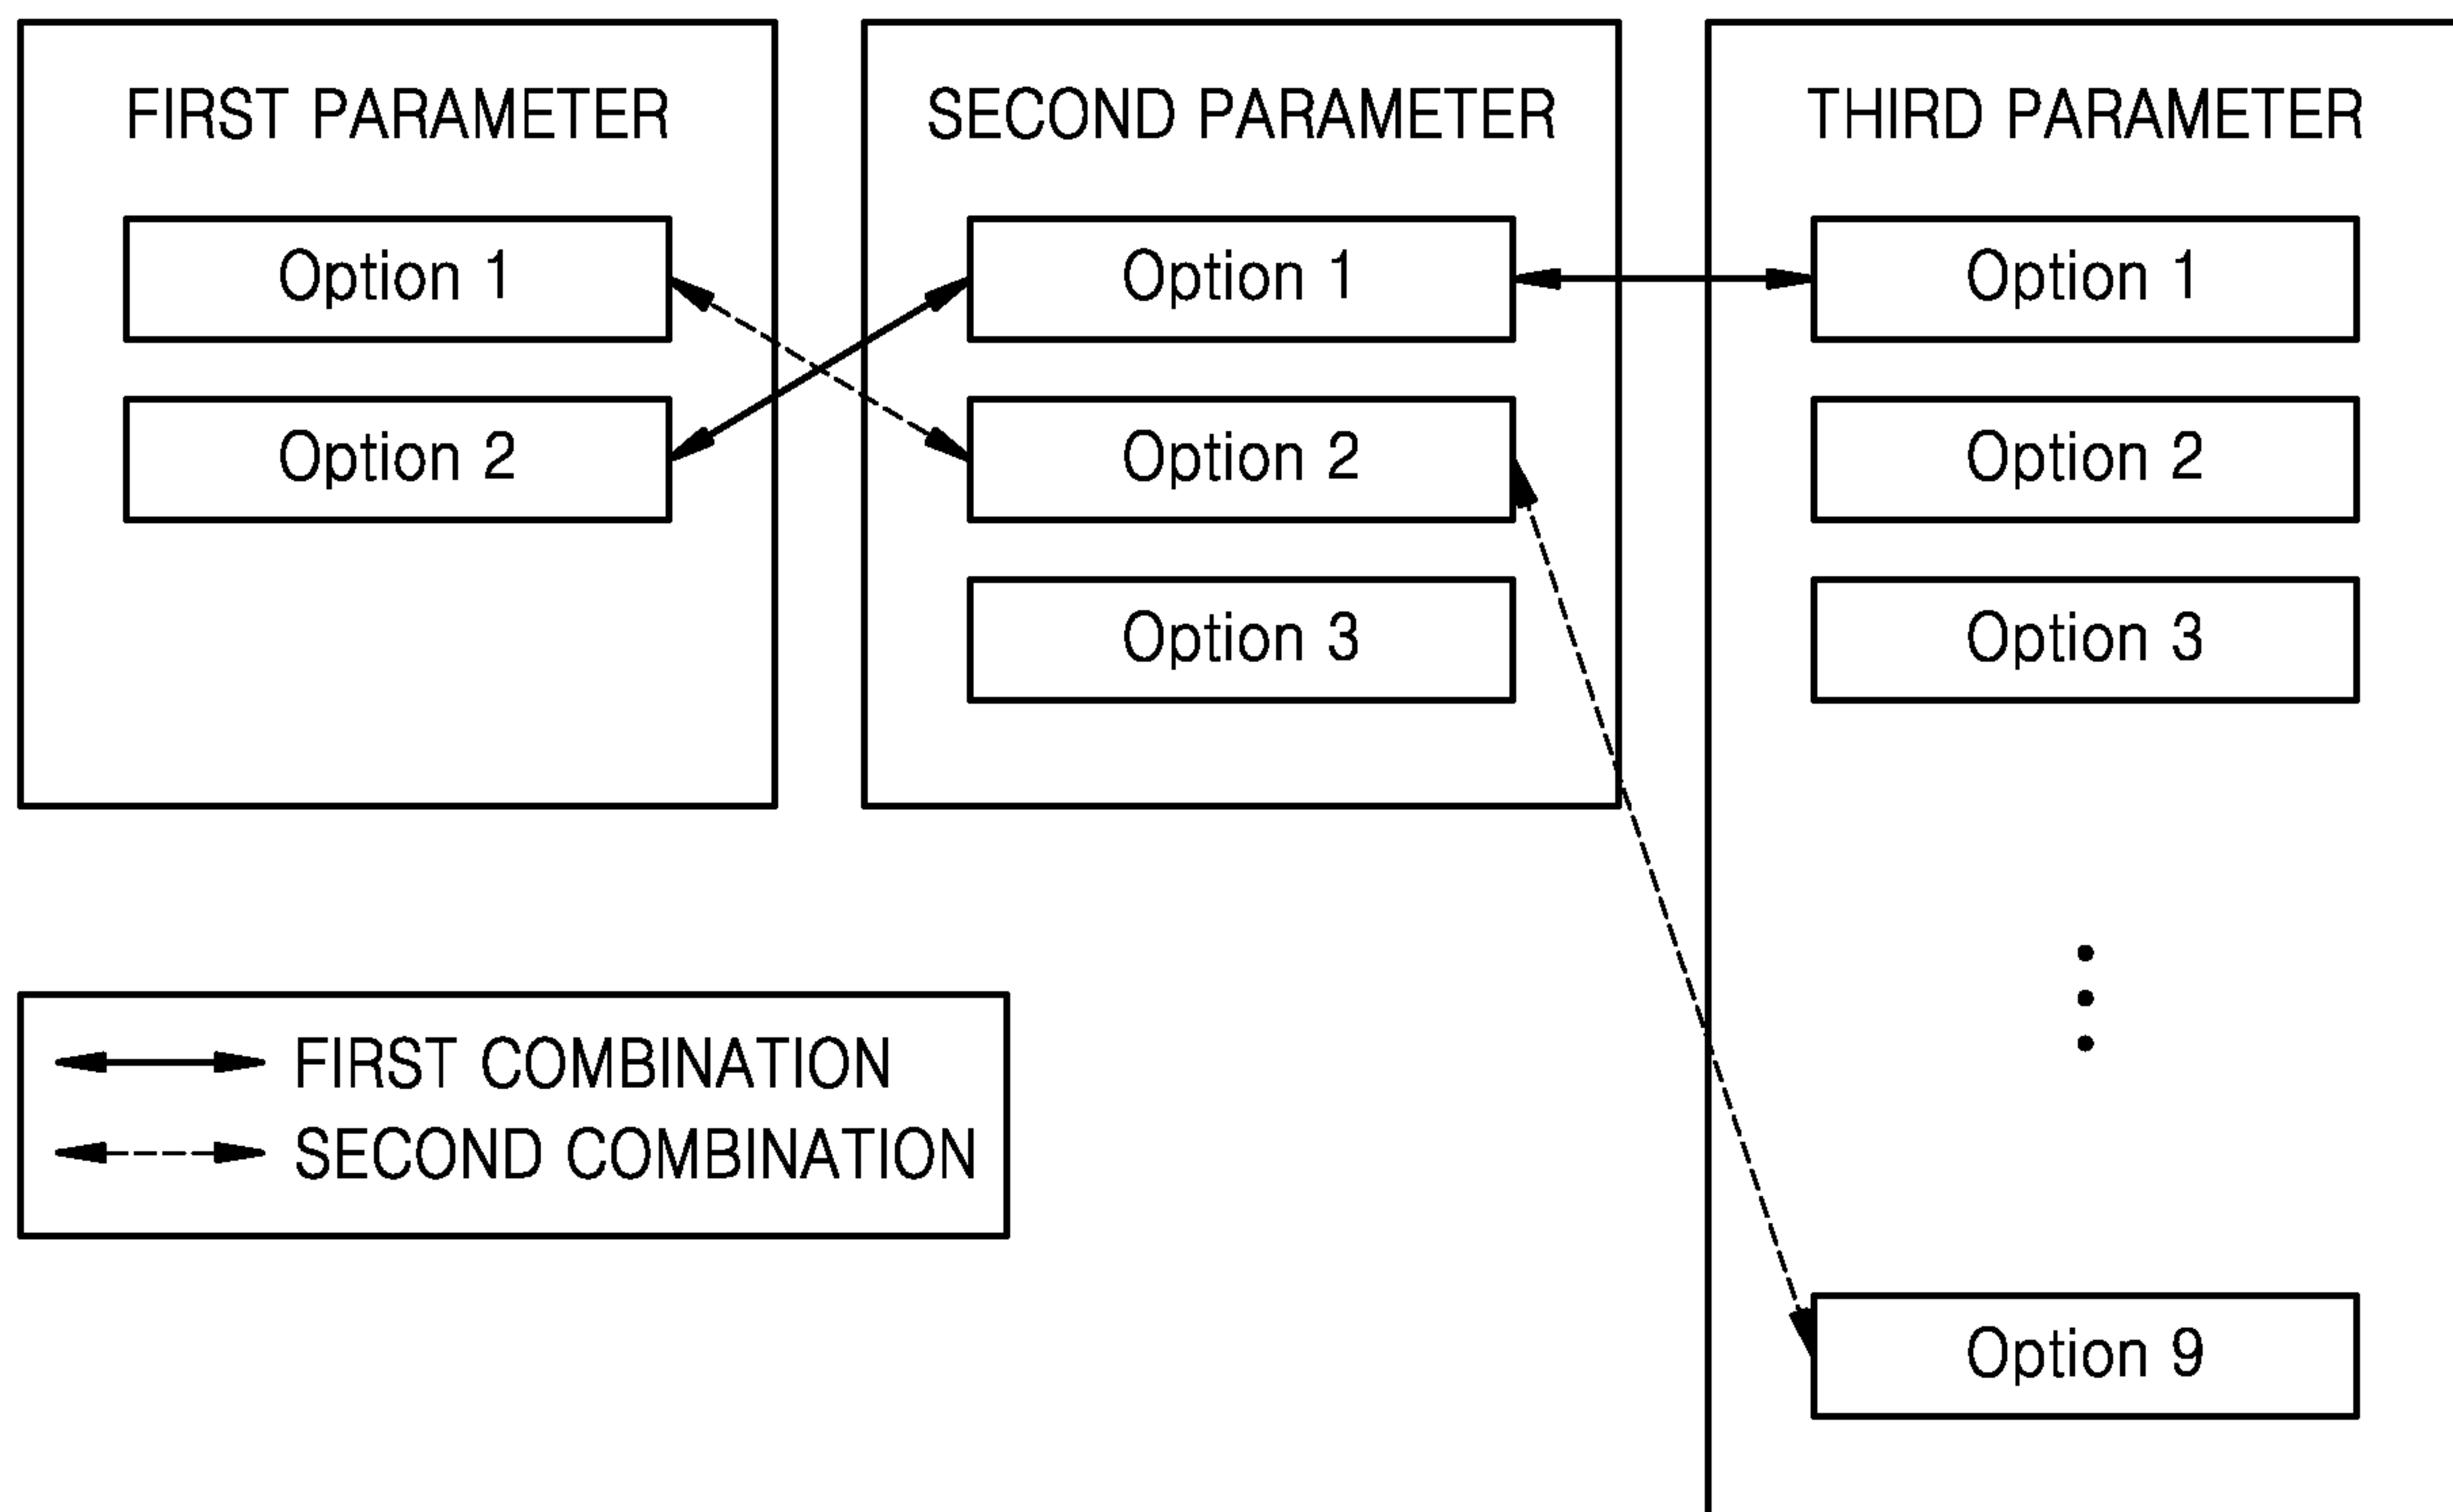 FIRST PARAMETER
Option 1
Option 2
SECOND PARAMETER
Option 1
Option 2
Option 3
THIRD PARAMETER
Option 1
Option 2
Option 3
Option 9
FIRST COMBINATION
SECOND COMBINATION